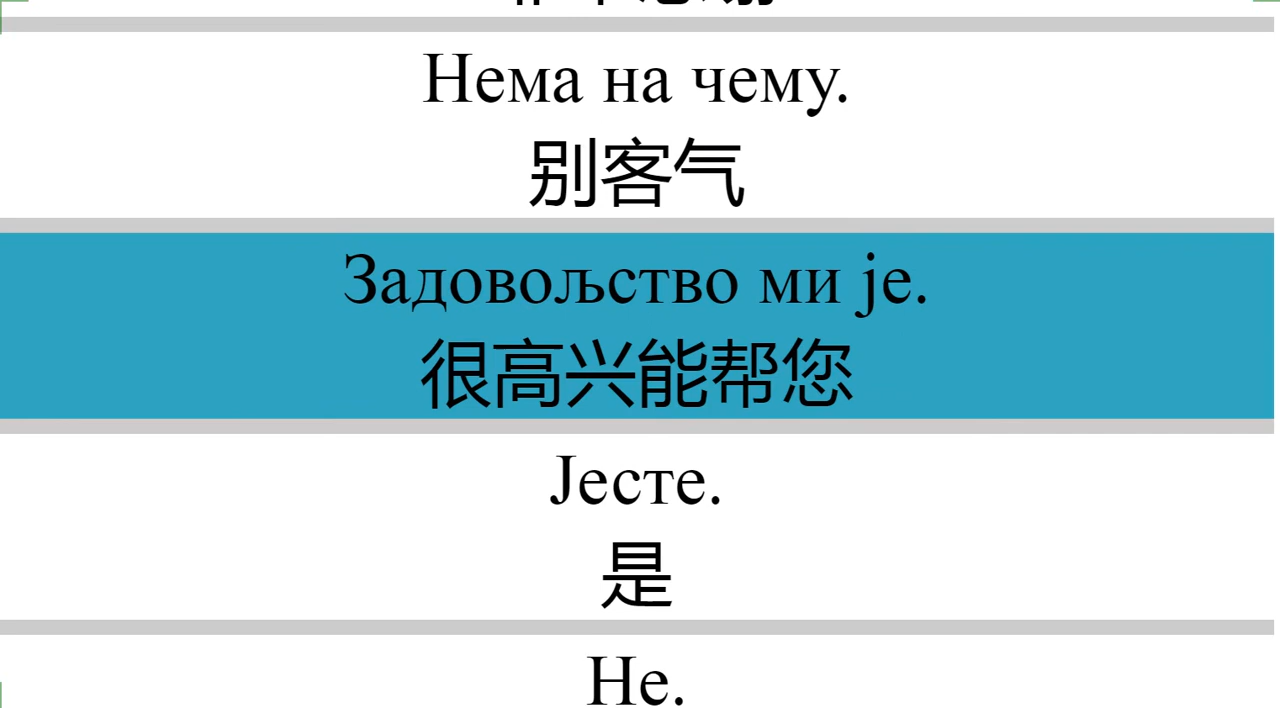 Нема на чему.
别客气
Задовољство ми је.
很高兴能帮您
Јесте.
是
Не.